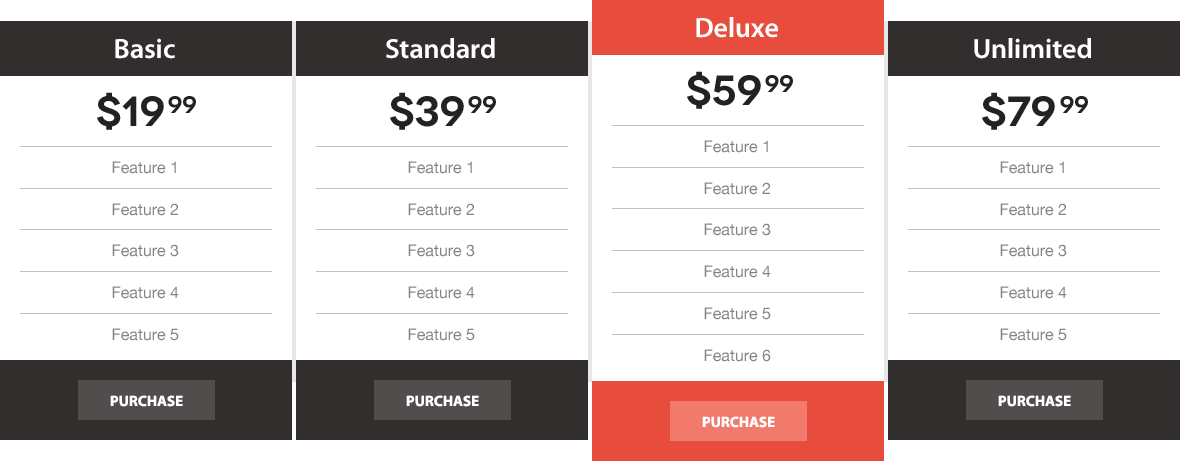 Basic
$19 99
Feature 1
Feature 2
Feature 3
Feature 4
Feature 5
PURCHASE
Standard
$39 99
Feature 1
Feature 2
Feature 3
Feature 4
Feature 5
PURCHASE
Deluxe
$59 99
Feature 1
Feature 2
Feature 3
Feature 4
Feature 5
Feature 6
PURCHASE
Unlimited
$79 99
Feature 1
Feature 2
Feature 3
Feature 4
Feature 5
PURCHASE